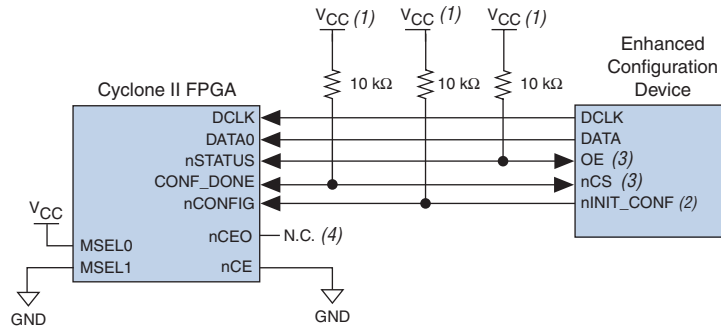 VCC (1) VCC (1) VCC (1)
10 kΩ 10 kΩ 10 kΩ
Cyclone II FPGA
Enhanced
Configuration
Device
DCLK DCLK
DATA0 DATA
nSTATUS OE (3)
CONF_DONE nCS (3)
nCONFIG nINIT_CONF (2)
VCC
nCEO N.C. (4)
MSEL0
MSEL1 nCE
GND GND